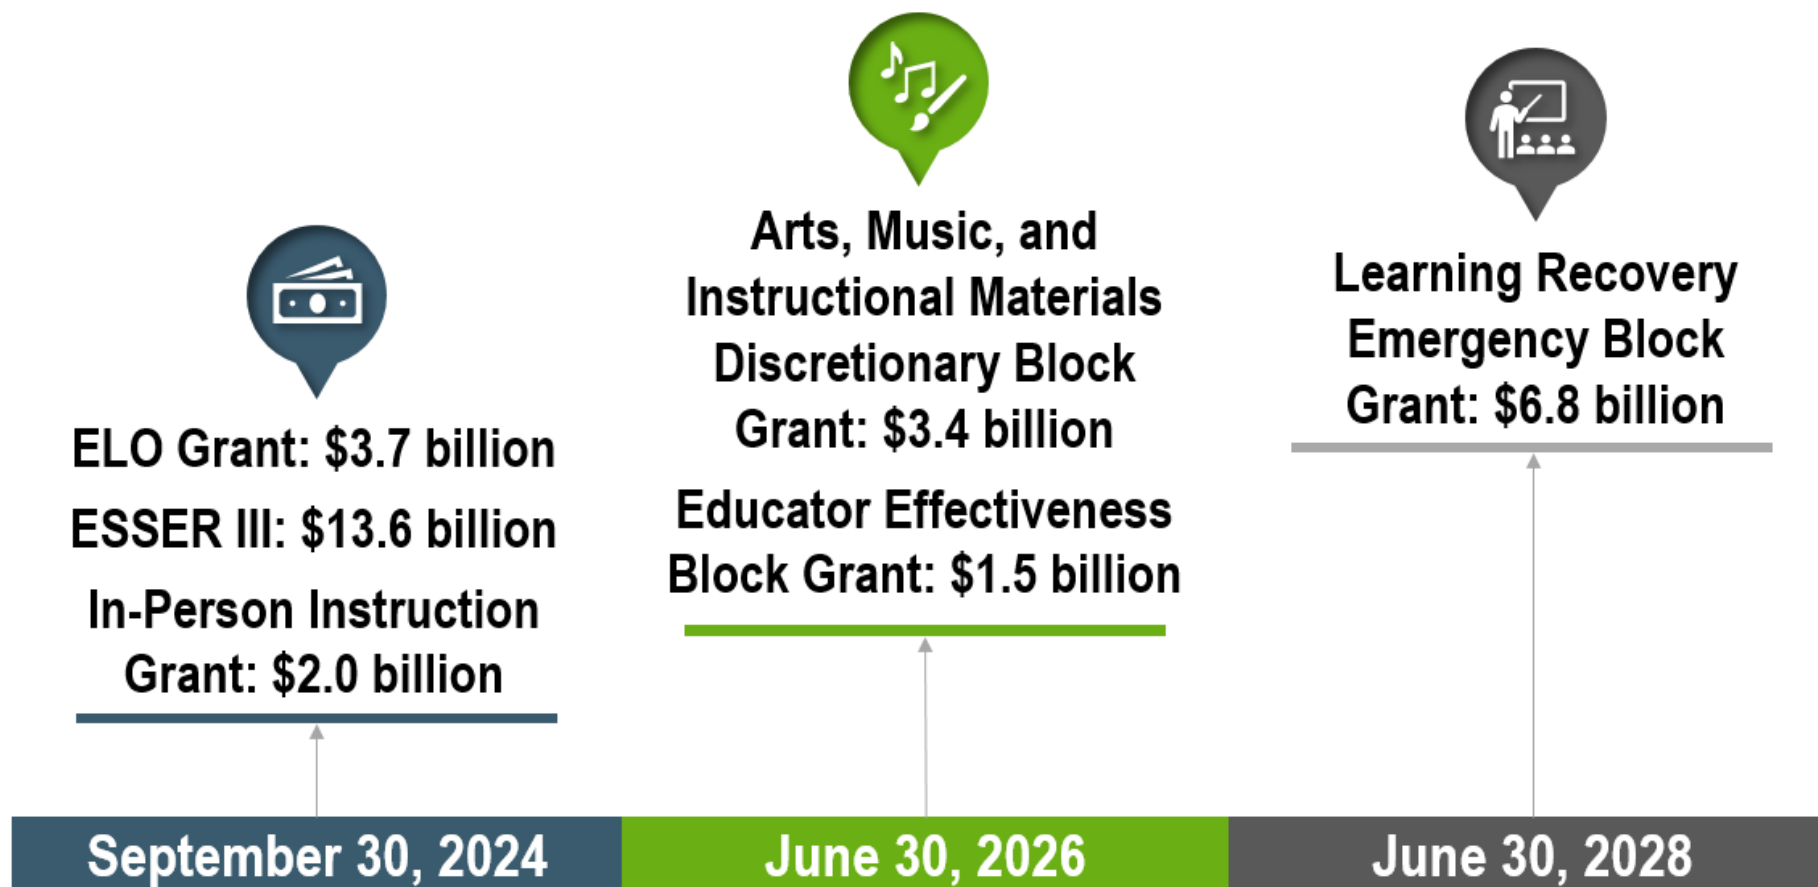 ELO Grant: $3.7 billion
ESSER III: $13.6 billion
In-Person Instruction
Grant: $2.0 billion
September 30, 2024
Arts, Music, and
Instructional Materials
Discretionary Block
Grant: $3.4 billion
Educator Effectiveness
Block Grant: $1.5 billion
June 30, 2026
Learning Recovery
Emergency Block
Grant: $6.8 billion
June 30, 2028